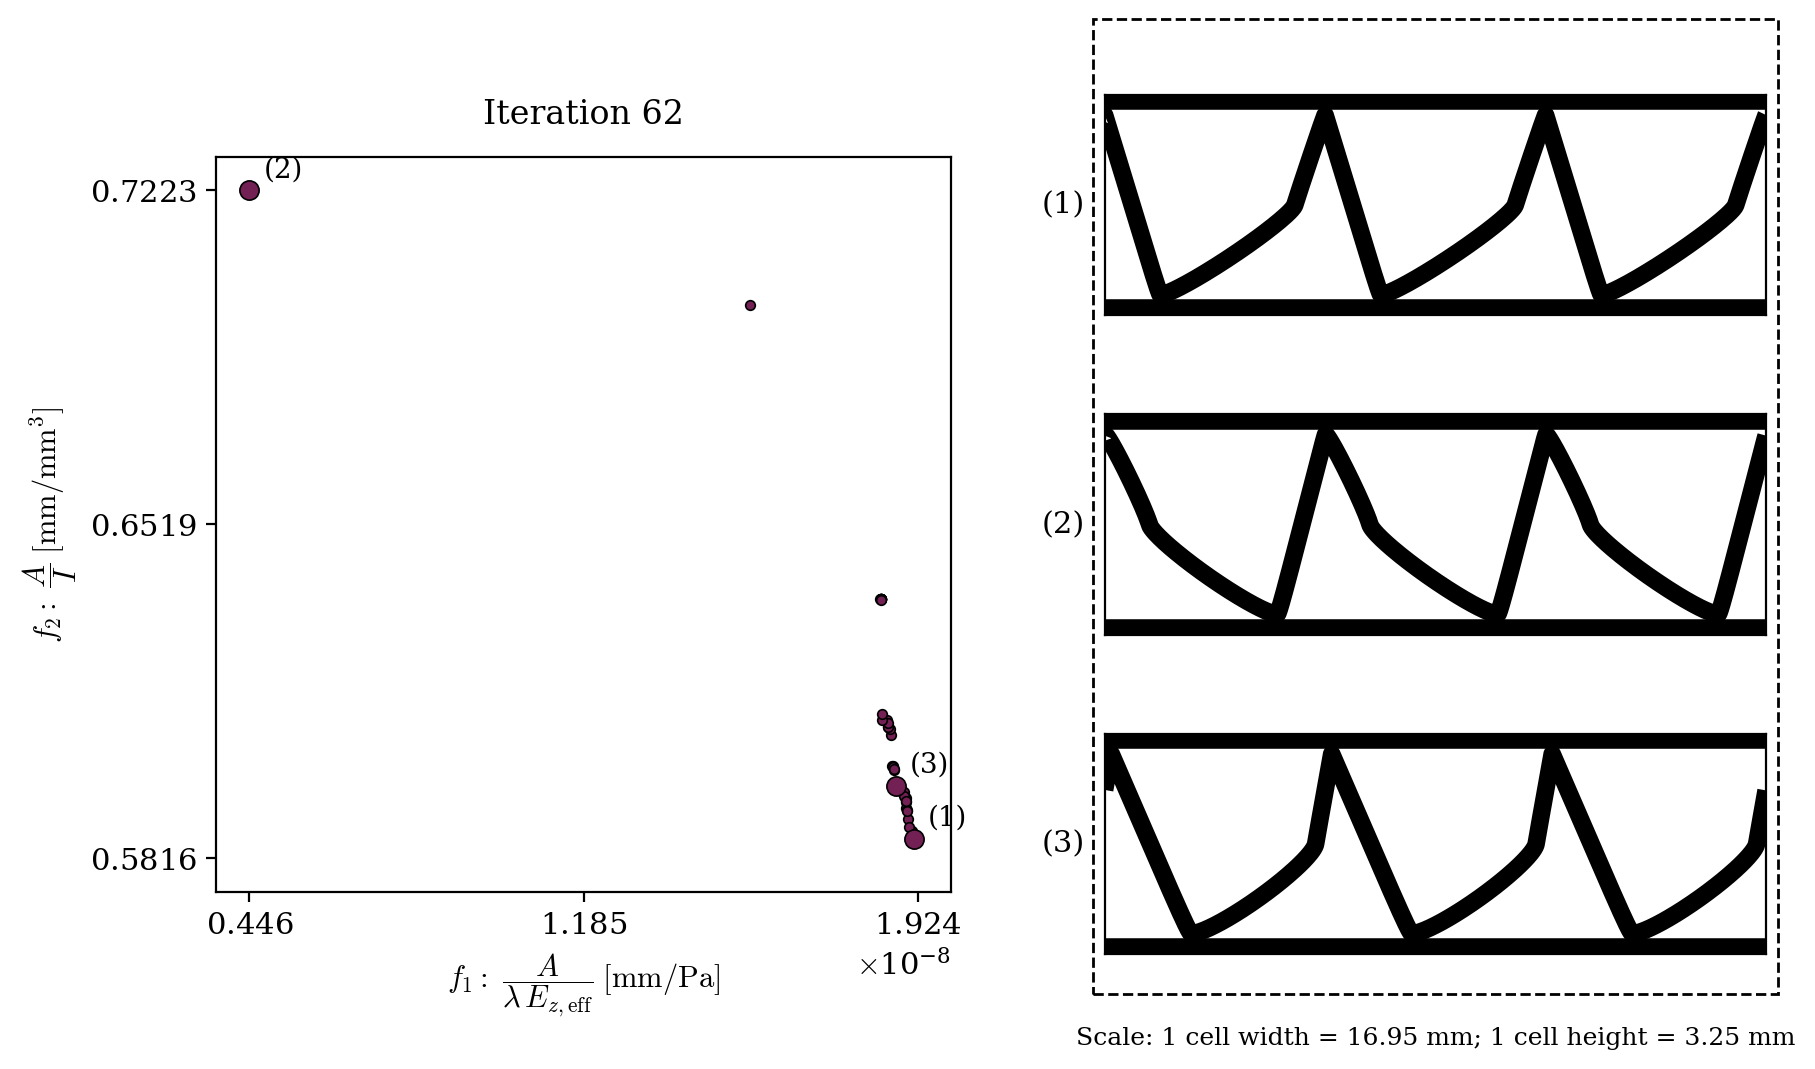 Iteration 62
(2)
0.7223
0.6519
0.5816
(3)
(1)
0.446 1.185 1.924
×10⁻⁸
f₁ : A / λ E_z, eff [mm/Pa]
f₂ : A / I [mm/mm³]
(1)
(2)
(3)
Scale: 1 cell width = 16.95 mm; 1 cell height = 3.25 mm